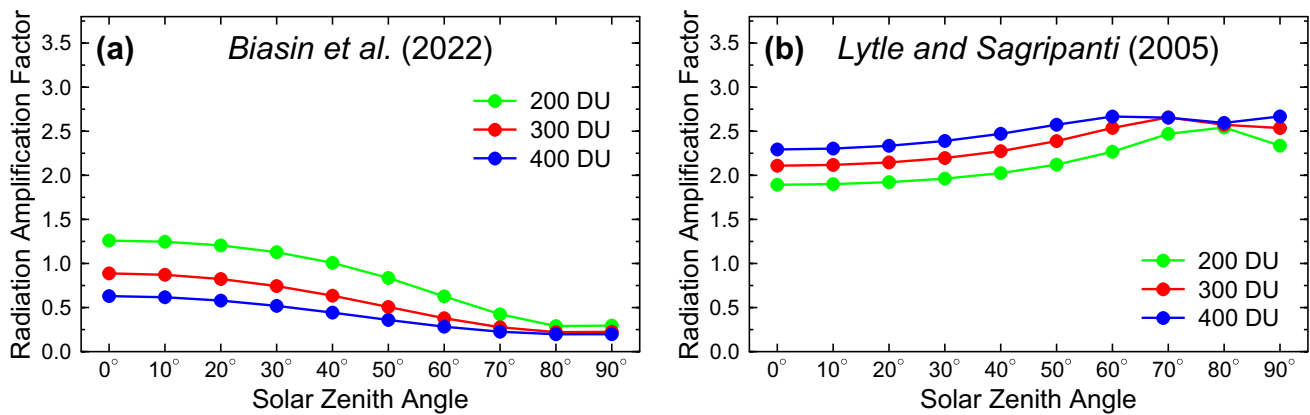 (a) Biasin et al. (2022)
Radiation Amplification Factor
3.5
3.0
2.5
2.0
1.5
1.0
0.5
0.0
200 DU
300 DU
400 DU
0° 10° 20° 30° 40° 50° 60° 70° 80° 90°
Solar Zenith Angle
(b) Lytle and Sagripanti (2005)
Radiation Amplification Factor
3.5
3.0
2.5
2.0
1.5
1.0
0.5
0.0
200 DU
300 DU
400 DU
0° 10° 20° 30° 40° 50° 60° 70° 80° 90°
Solar Zenith Angle